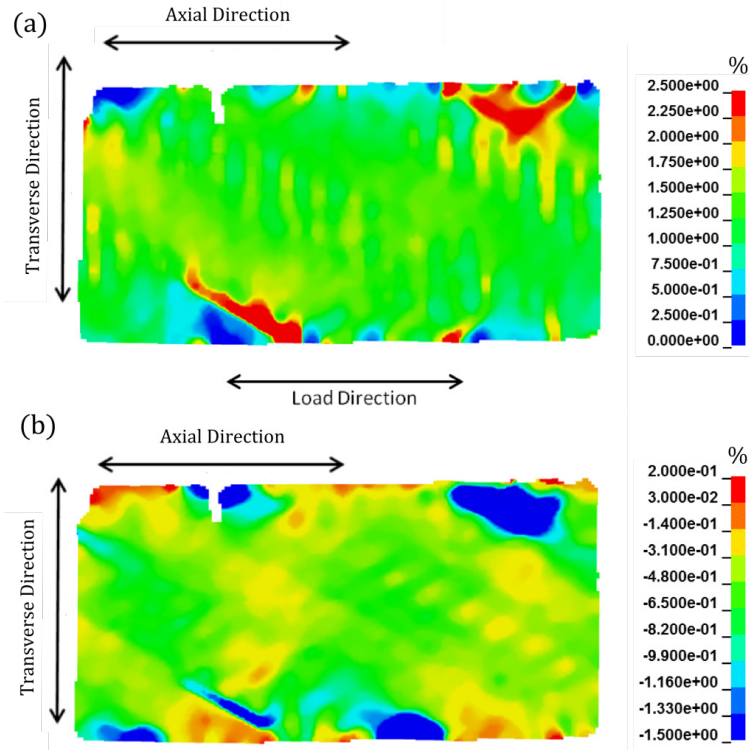 (a)
Axial Direction
Transverse Direction
%
2.500e+00
2.250e+00
2.000e+00
1.750e+00
1.500e+00
1.250e+00
1.000e+00
7.500e-01
5.000e-01
2.500e-01
0.000e+00
Load Direction
(b)
Axial Direction
Transverse Direction
%
2.000e-01
3.000e-02
-1.400e-01
-3.100e-01
-4.800e-01
-6.500e-01
-8.200e-01
-9.900e-01
-1.160e+00
-1.330e+00
-1.500e+00